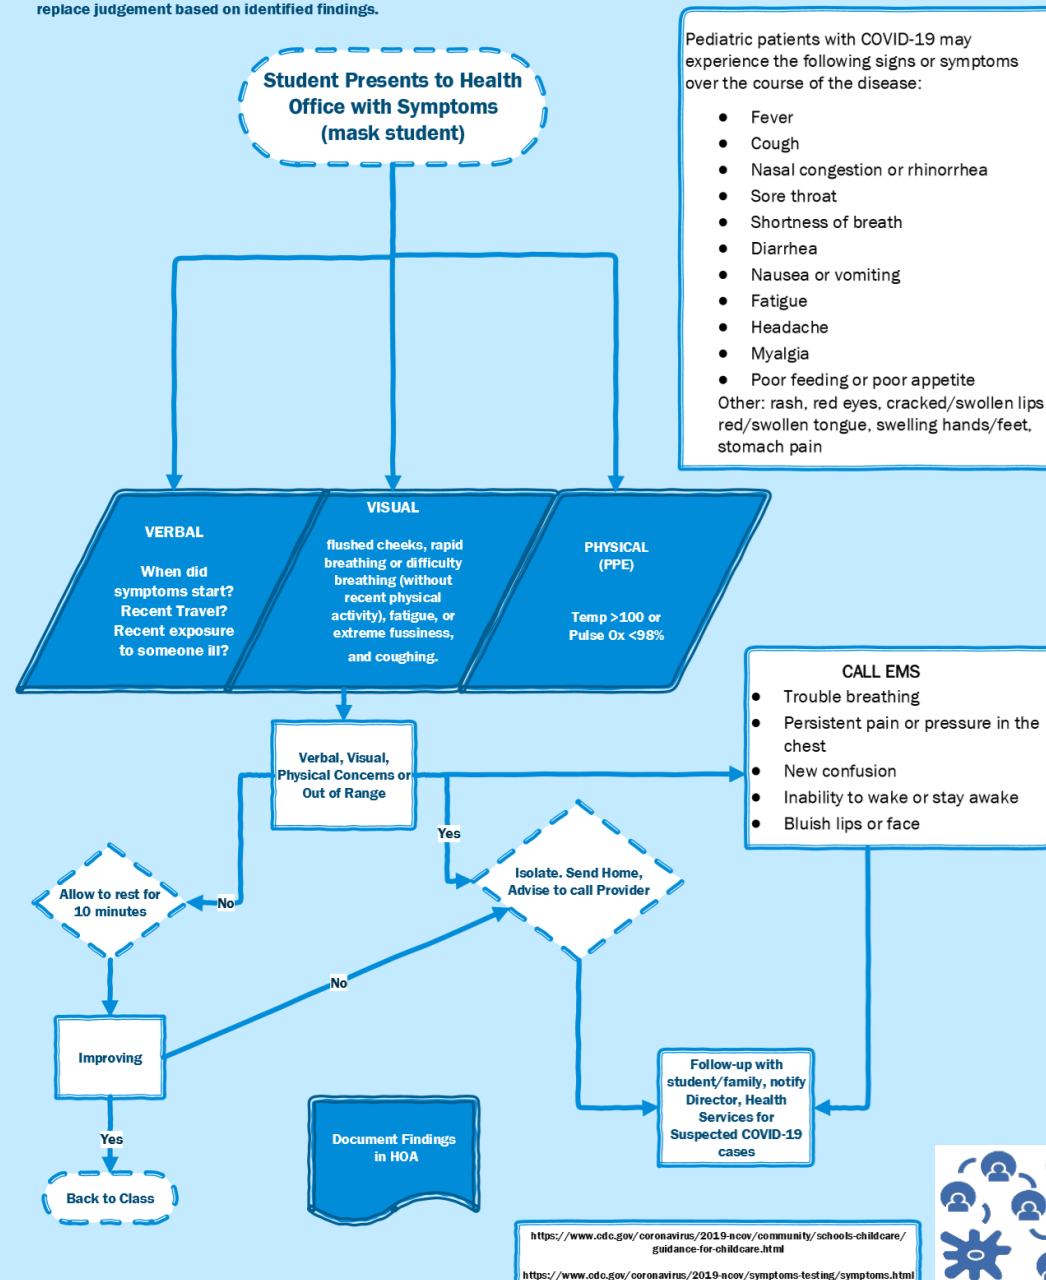 replace judgement based on identified findings.
Student Presents to Health
Office with Symptoms
(mask student)
Pediatric patients with COVID-19 may
experience the following signs or symptoms
over the course of the disease:
● Fever
● Cough
● Nasal congestion or rhinorrhea
● Sore throat
● Shortness of breath
● Diarrhea
● Nausea or vomiting
● Fatigue
● Headache
● Myalgia
● Poor feeding or poor appetite
Other: rash, red eyes, cracked/swollen lips
red/swollen tongue, swelling hands/feet,
stomach pain
VERBAL
When did
symptoms start?
Recent Travel?
Recent exposure
to someone ill?
VISUAL
flushed cheeks, rapid
breathing or difficulty
breathing (without
recent physical
activity), fatigue, or
extreme fussiness,
and coughing.
PHYSICAL
(PPE)
Temp >100 or
Pulse Ox <98%
Verbal, Visual,
Physical Concerns or
Out of Range
CALL EMS
● Trouble breathing
● Persistent pain or pressure in the
chest
● New confusion
● Inability to wake or stay awake
● Bluish lips or face
Yes
Isolate. Send Home,
Advise to call Provider
No
Allow to rest for
10 minutes
No
Improving
Yes
Back to Class
Document Findings
in HOA
Follow-up with
student/family, notify
Director, Health
Services for
Suspected COVID-19
cases
https://www.cdc.gov/coronavirus/2019-ncov/community/schools-childcare/
guidance-for-childcare.html
https://www.cdc.gov/coronavirus/2019-ncov/symptoms-testing/symptoms.html